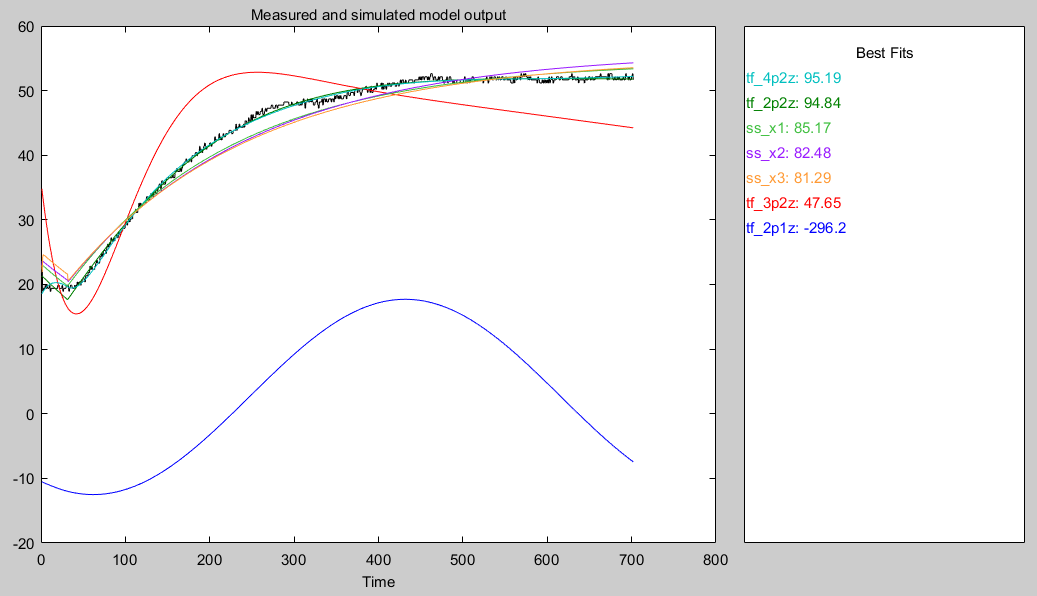 Measured and simulated model output
60
50
40
30
20
10
0
-10
-20
0 100 200 300 400 500 600 700 800
Time
Best Fits
tf_4p2z: 95.19
tf_2p2z: 94.84
ss_x1: 85.17
ss_x2: 82.48
ss_x3: 81.29
tf_3p2z: 47.65
tf_2p1z: -296.2